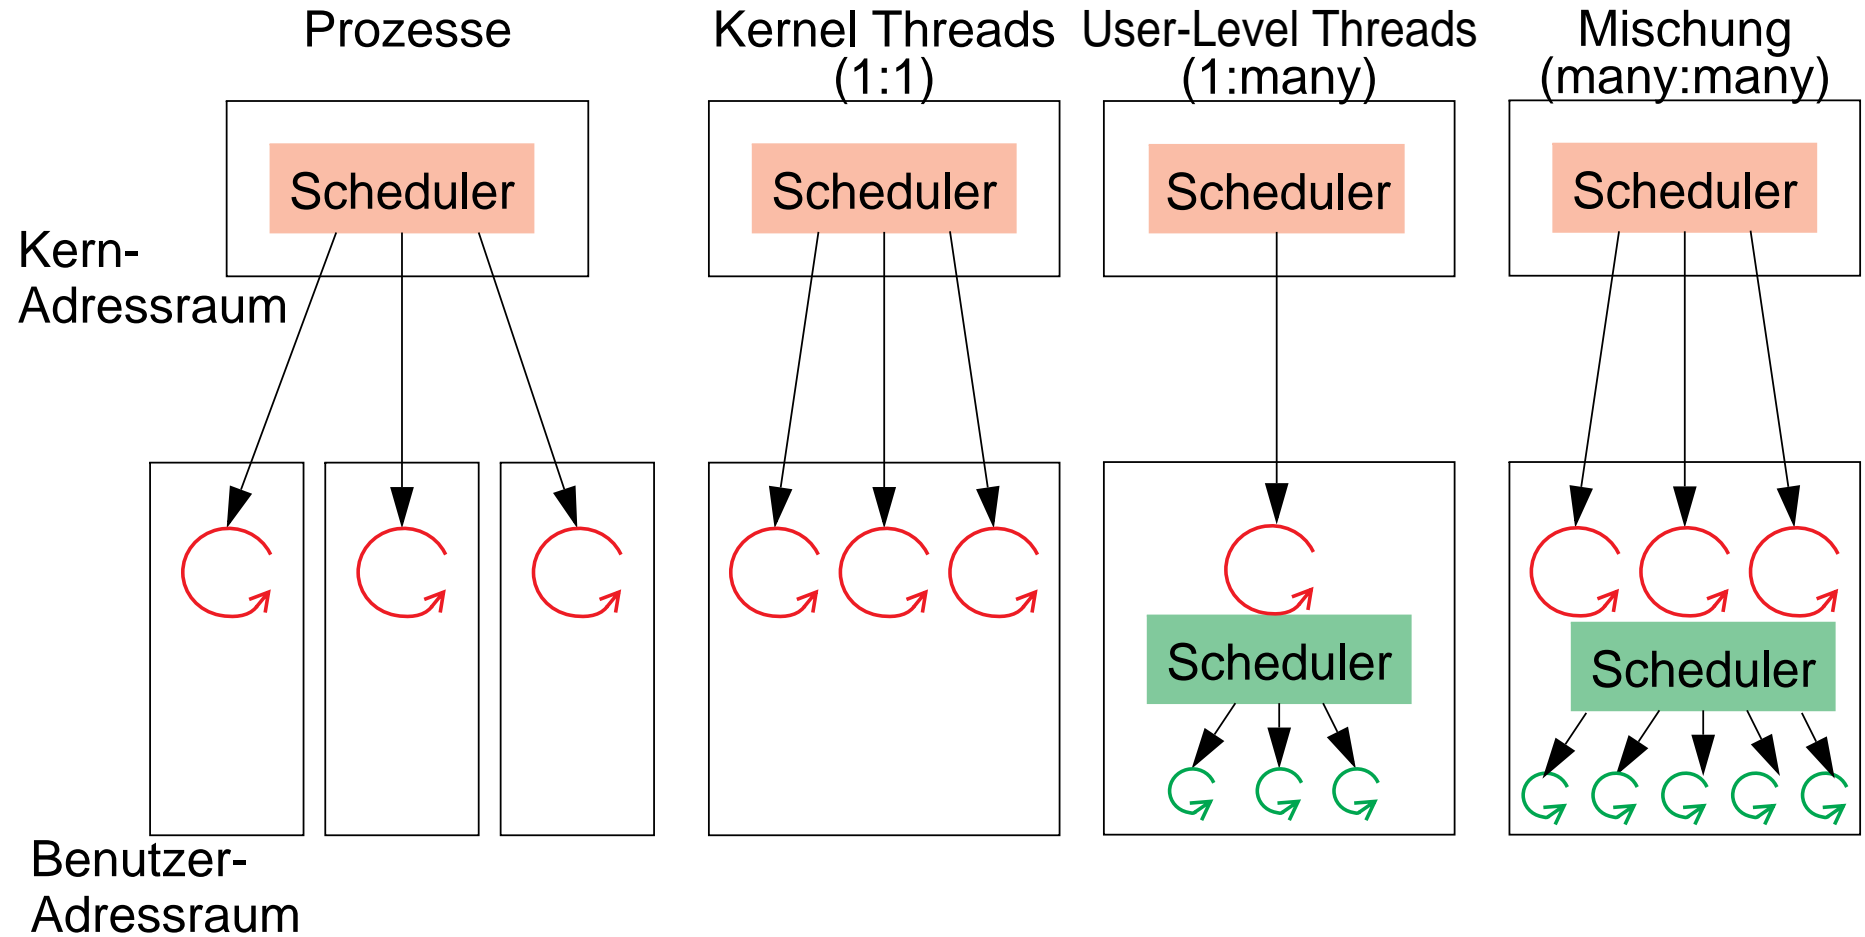 Prozesse
Kernel Threads
(1:1)
User-Level Threads
(1:many)
Mischung
(many:many)
Scheduler
Scheduler
Scheduler
Scheduler
Kern-
Adressraum
Scheduler
Scheduler
Benutzer-
Adressraum